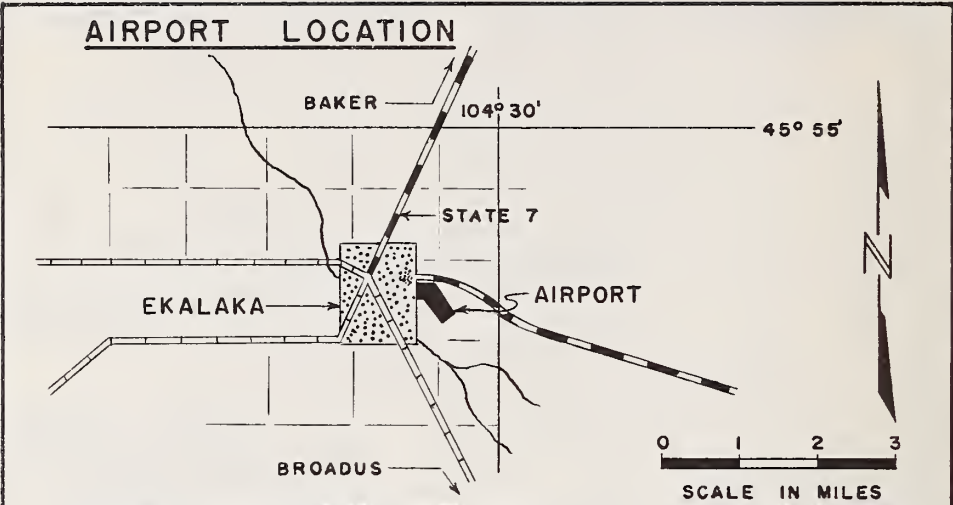 AIRPORT LOCATION
BAKER
104° 30'
45° 55'
STATE 7
N
EKALAKA
AIRPORT
BROADUS
0 1 2 3
SCALE IN MILES